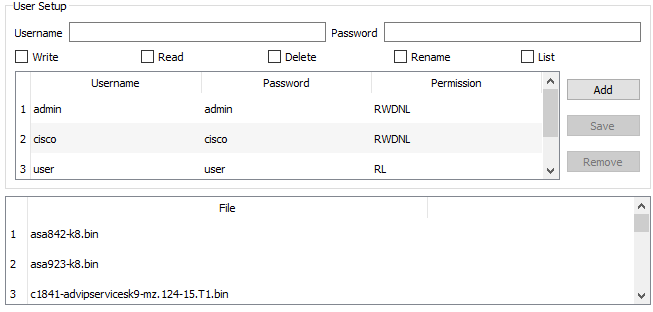 User Setup
Username Password
Write Read Delete Rename List
Username Password Permission
1 admin admin RWDNL
2 cisco cisco RWDNL
3 user user RL
Add
Save
Remove
File
1 asa842-k8.bin
2 asa923-k8.bin
3 c1841-advipservicesk9-mz.124-15.T1.bin